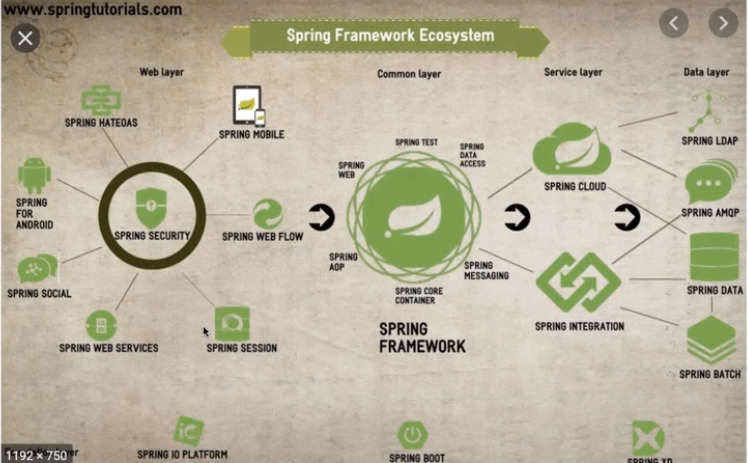 www.springtutorials.com
Spring Framework Ecosystem
Web layer
Common layer
Service layer
Data layer
SPRING HATEOAS
SPRING MOBILE
SPRING
FOR
ANDROID
SPRING SECURITY
SPRING WEB FLOW
SPRING SOCIAL
SPRING WEB SERVICES
SPRING SESSION
SPRING TEST
SPRING
DATA
ACCESS
SPRING
WEB
SPRING
AOP
SPRING
MESSAGING
SPRING CORE
CONTAINER
SPRING
FRAMEWORK
SPRING CLOUD
SPRING INTEGRATION
SPRING LDAP
SPRING AMQP
SPRING DATA
SPRING BATCH
iO
SPRING IO PLATFORM
SPRING BOOT
SPRING XD
1192 × 750